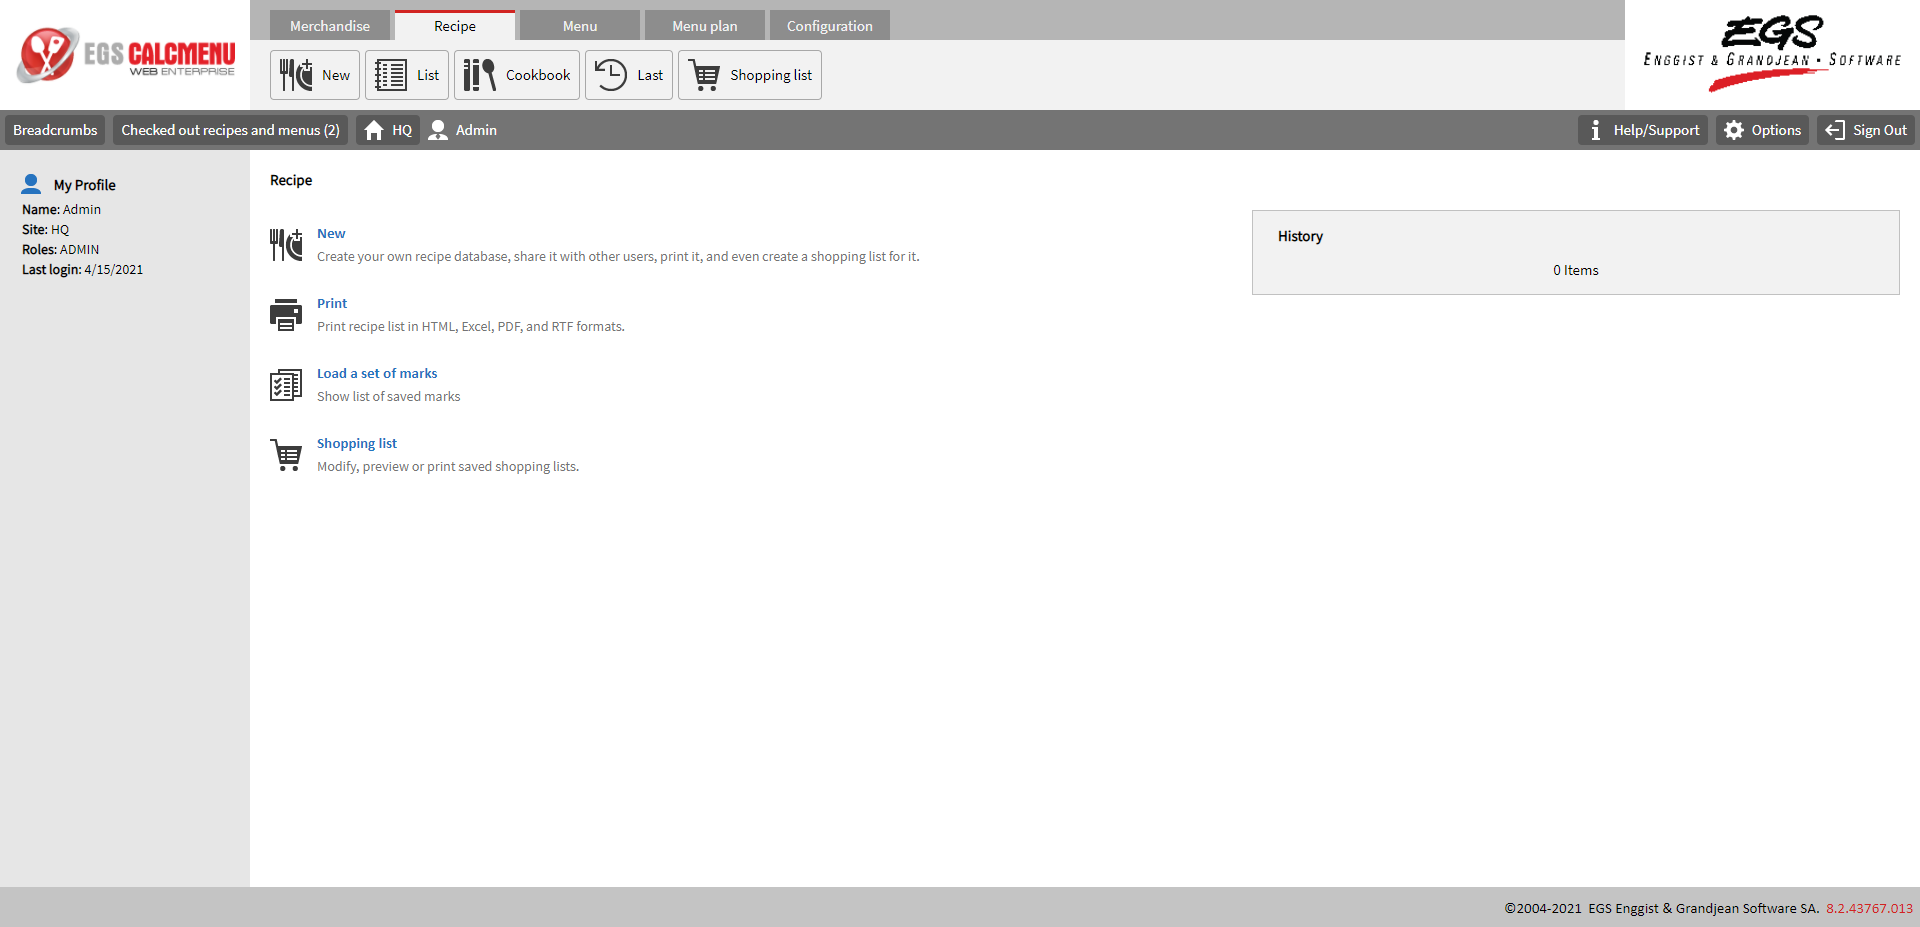 EGS CALCMENU
WEB ENTERPRISE
Merchandise
Recipe
Menu
Menu plan
Configuration
New
List
Cookbook
Last
Shopping list
EGS
ENGGIST & GRANDJEAN • SOFTWARE
Breadcrumbs
Checked out recipes and menus (2)
HQ
Admin
Help/Support
Options
Sign Out
My Profile
Name: Admin
Site: HQ
Roles: ADMIN
Last login: 4/15/2021
Recipe
New
Create your own recipe database, share it with other users, print it, and even create a shopping list for it.
Print
Print recipe list in HTML, Excel, PDF, and RTF formats.
Load a set of marks
Show list of saved marks
Shopping list
Modify, preview or print saved shopping lists.
History
0 Items
©2004-2021 EGS Enggist & Grandjean Software SA. 8.2.43767.013